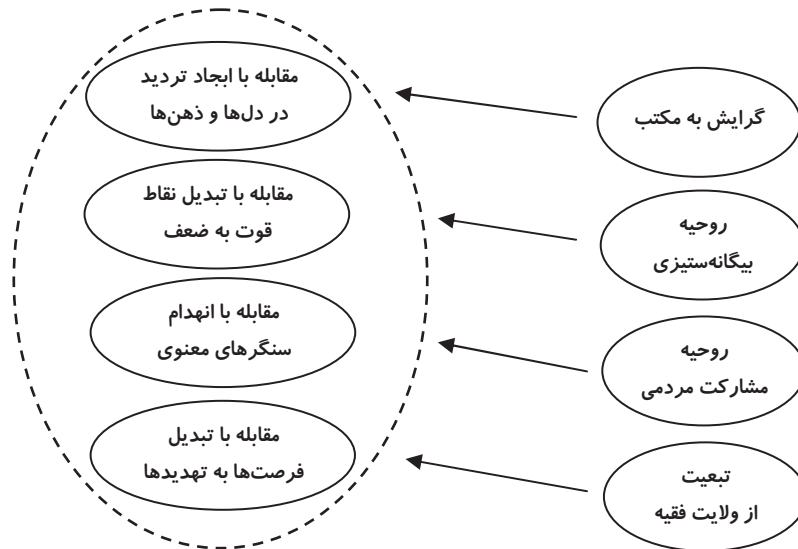 گرایش به مکتب
روحیه
بیگانه‌ستیزی
روحیه
مشارکت مردمی
تبعیت
از ولایت فقیه
مقابله با ابجاد تردید
در دل‌ها و ذهن‌ها
مقابله با تبدیل نقاط
قوت به ضعف
مقابله با انهدام
سنگرهای معنوی
مقابله با تبدیل
فرصت‌ها به تهدیدها